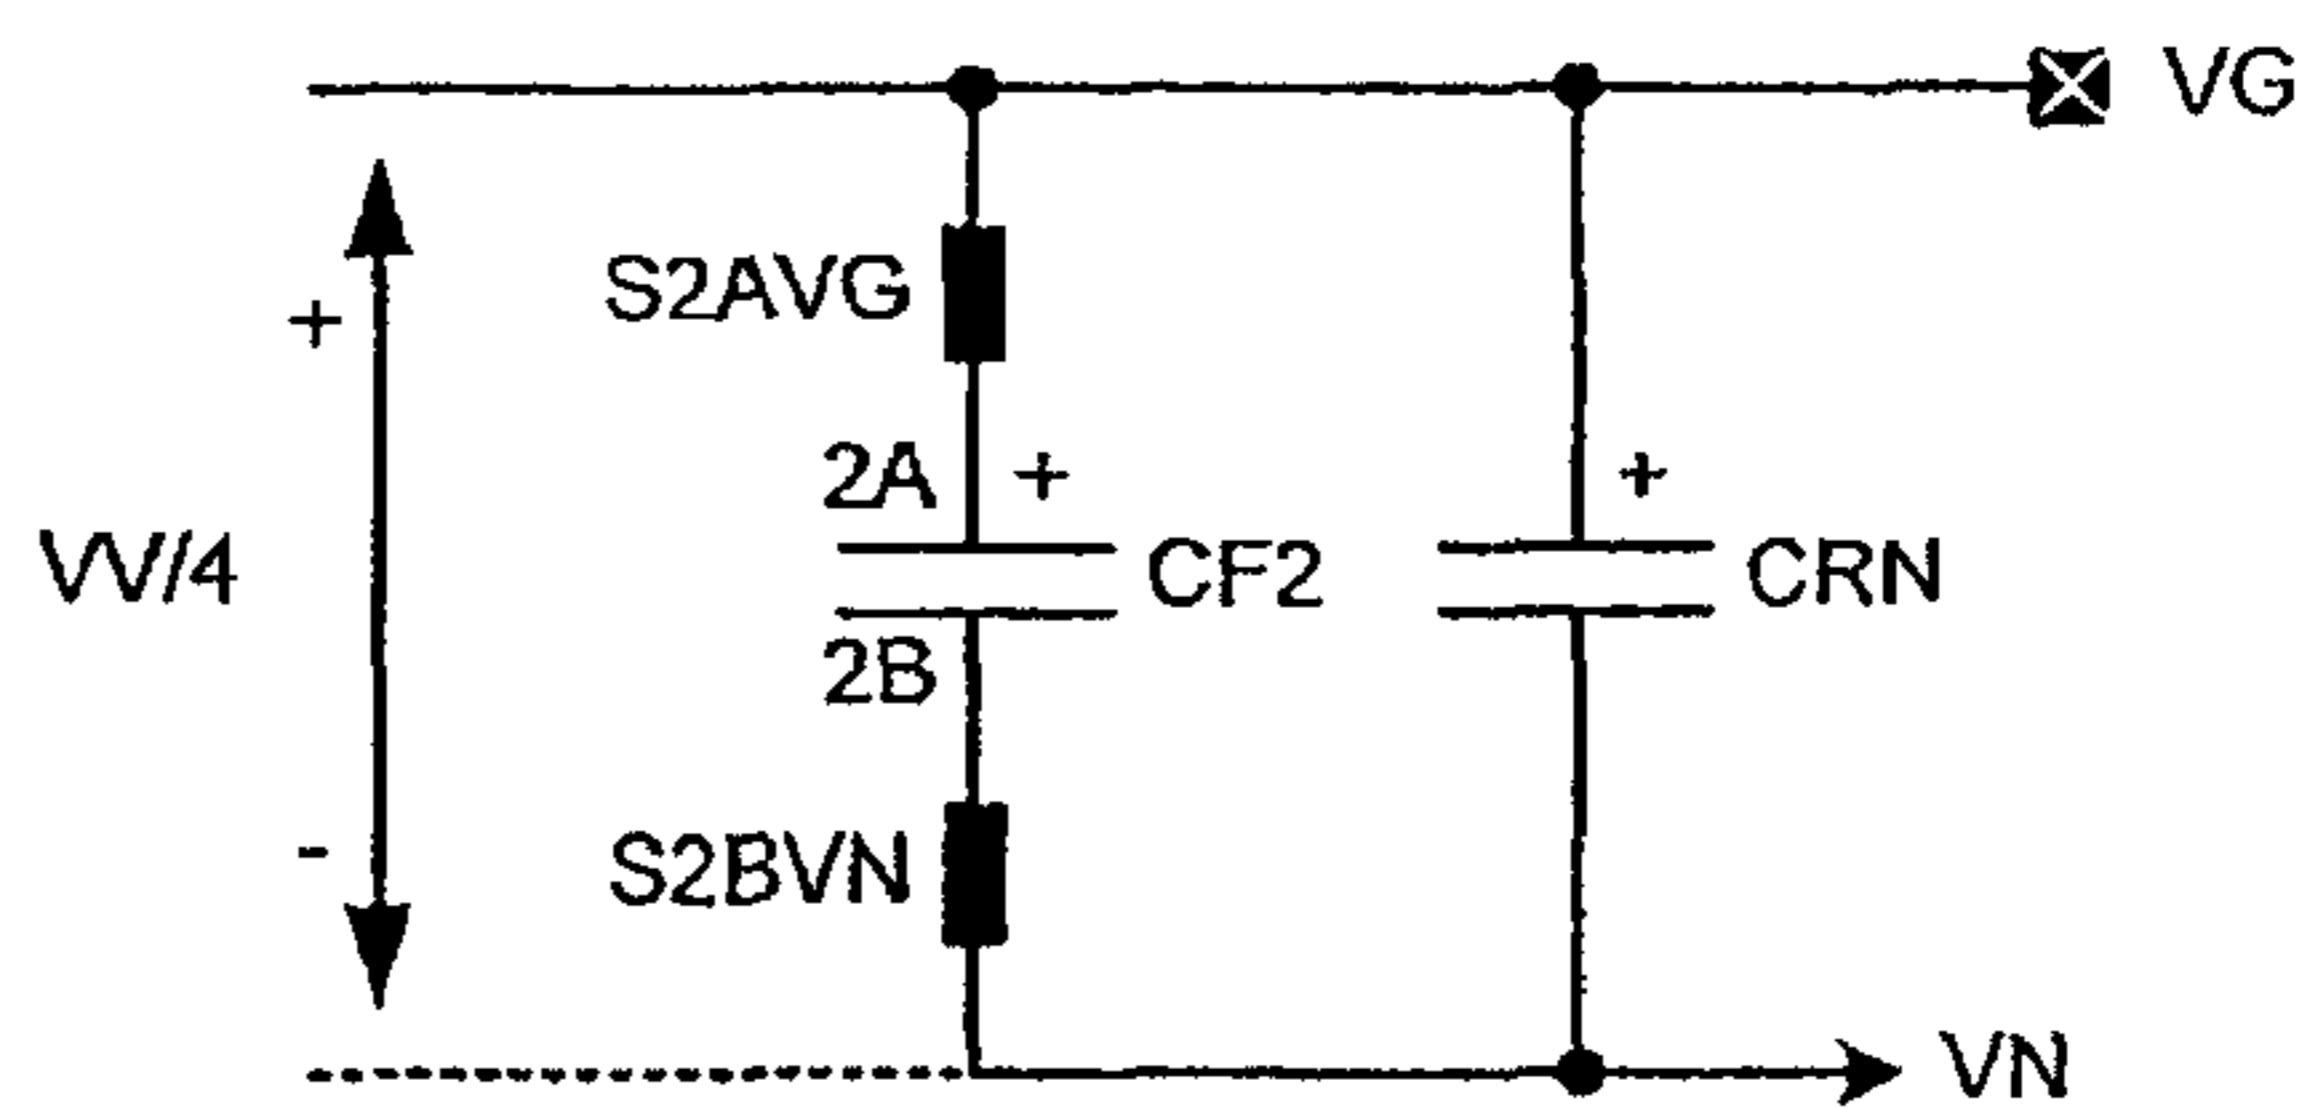 VG
S2AVG
+
2A +
+
VV/4
CF2
CRN
2B
-
S2BVN
VN